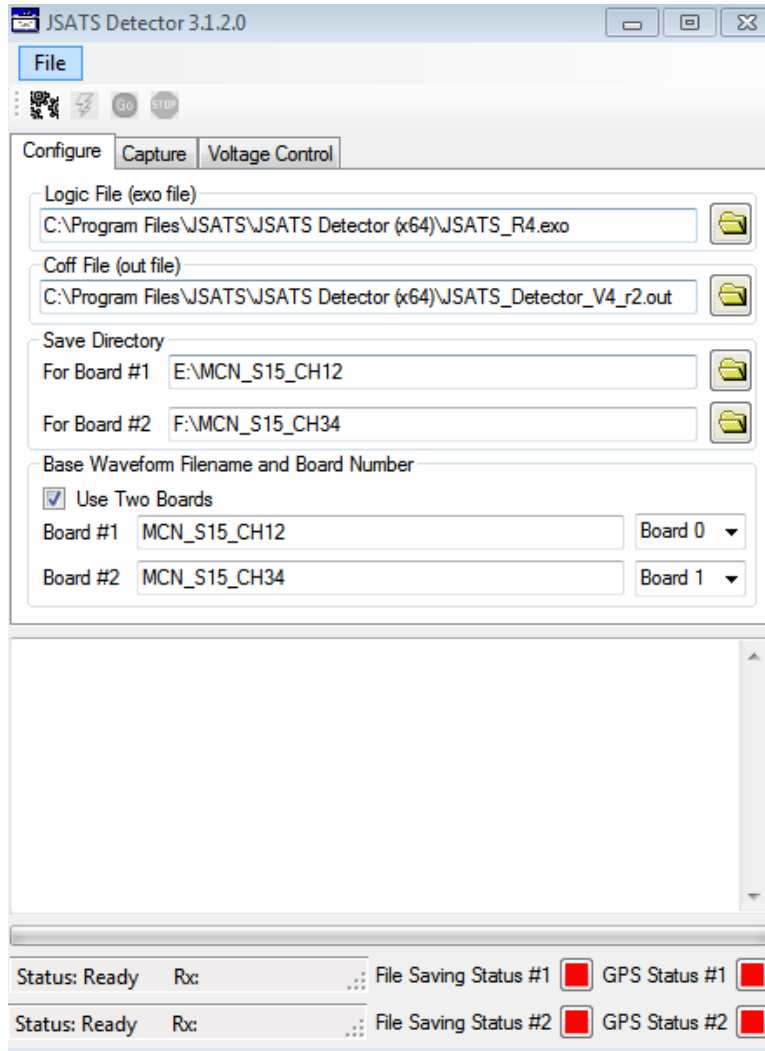 JSATS Detector 3.1.2.0
File
Go STOP
Configure Capture Voltage Control
Logic File (exo file)
C:\Program Files\JSATS\JSATS Detector (x64)\JSATS_R4.exo
Coff File (out file)
C:\Program Files\JSATS\JSATS Detector (x64)\JSATS_Detector_V4_r2.out
Save Directory
For Board #1 E:\MCN_S15_CH12
For Board #2 F:\MCN_S15_CH34
Base Waveform Filename and Board Number
Use Two Boards
Board #1 MCN_S15_CH12 Board 0
Board #2 MCN_S15_CH34 Board 1
Status: Ready Rx: File Saving Status #1 GPS Status #1
Status: Ready Rx: File Saving Status #2 GPS Status #2